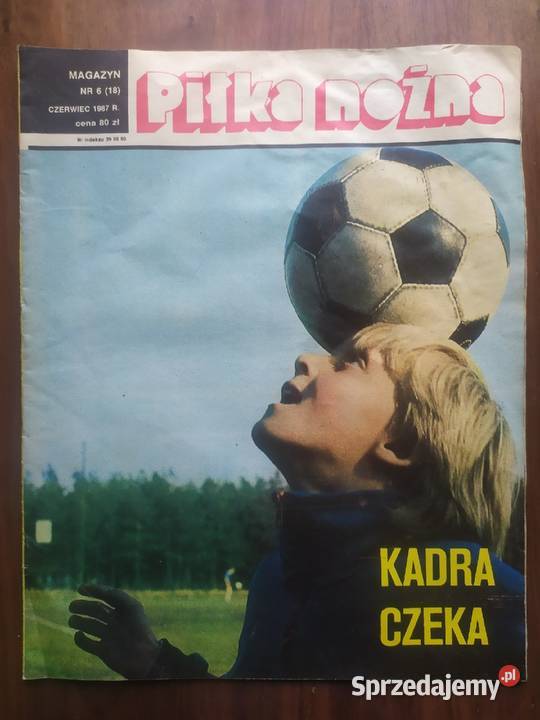 MAGAZYN
NR 6 (18)
CZERWIEC 1987 R.
cena 80 zł
Piłka nożna
KADRA
CZEKA
Sprzedajemy.pl